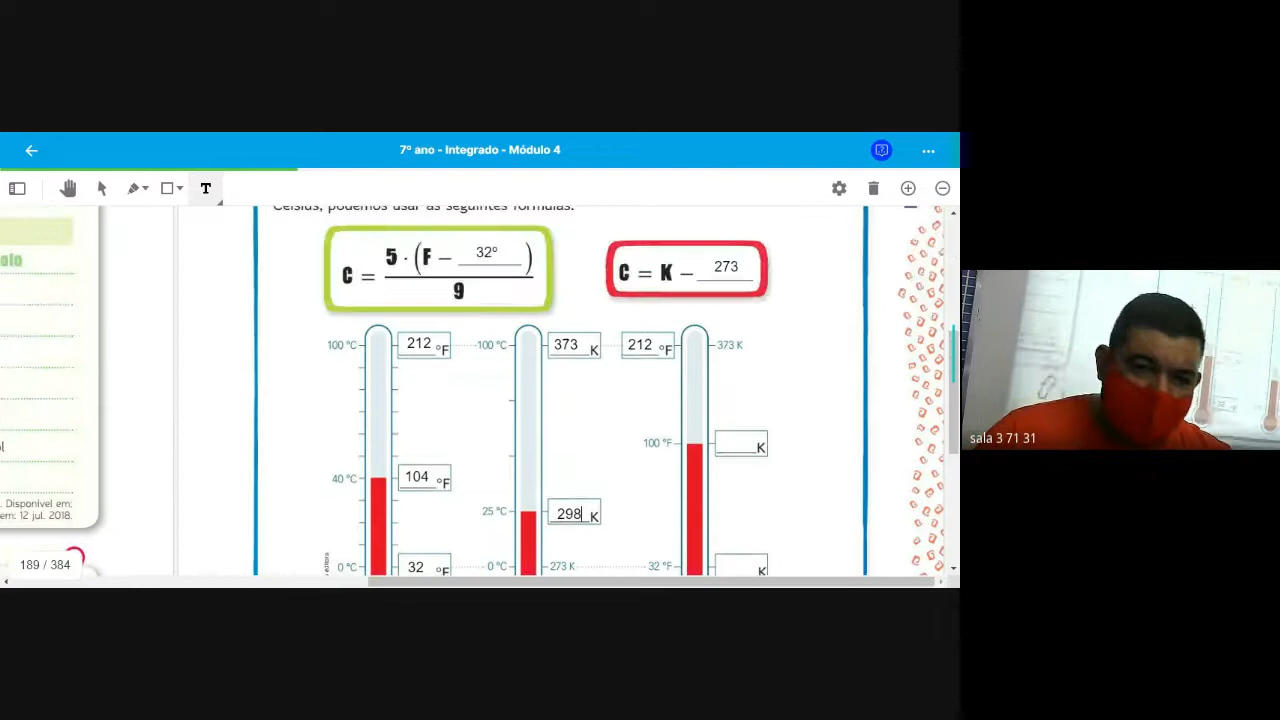 7º ano - Integrado - Módulo 4
T
Celsius, podemos usar as seguintes fórmulas:
C = 5 · (F – 32º) / 9
C = K – 273
100 °C 212 °F 100 °C 373 K 212 °F 373 K
100 °F K
40 °C 104 °F
25 °C 298 K
0 °C 32 °F 0 °C 273 K 32 °F K
. Disponível em:
em: 12 jul. 2018.
189 / 384
sala 3 71 31